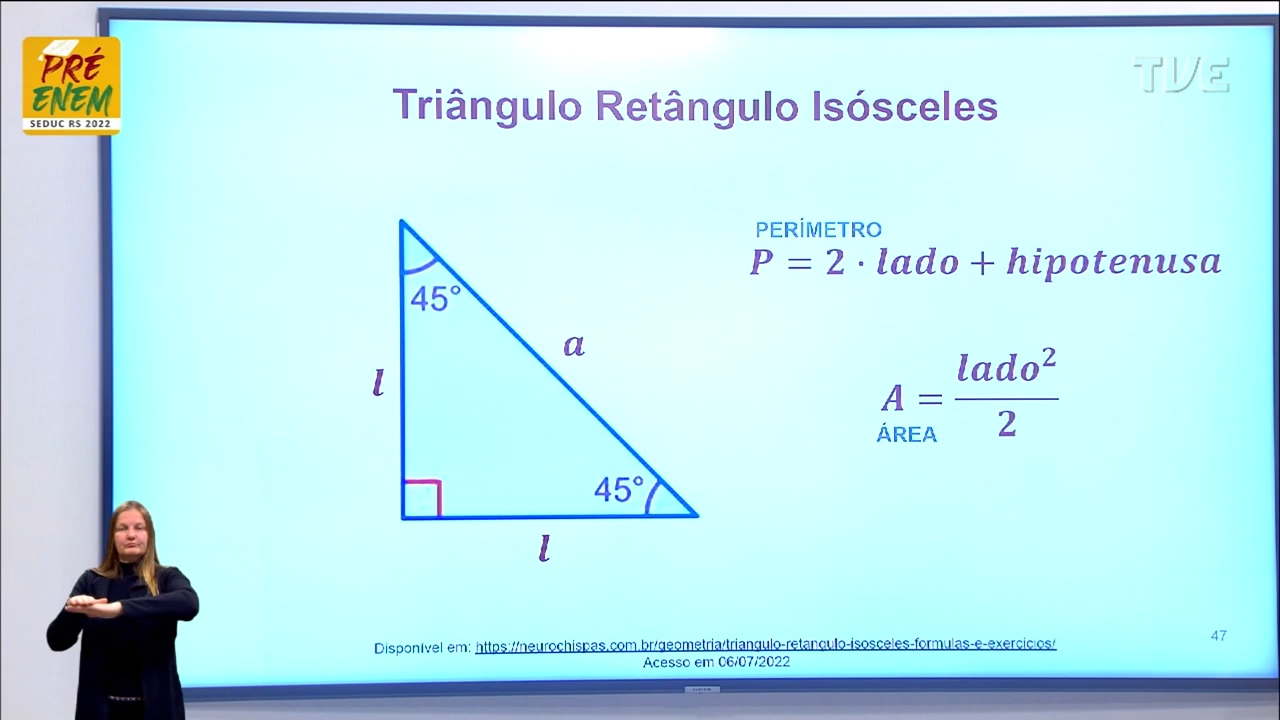 PRÉ
ENEM
SEDUC RS 2022
TVE
Triângulo Retângulo Isósceles
PERÍMETRO
P = 2 · lado + hipotenusa
45°
a
l
A = lado²/2
ÁREA
45°
l
Disponível em: https://neurochispas.com.br/geometria/triangulo-retangulo-isosceles-formulas-e-exercicios/
Acesso em 06/07/2022
47